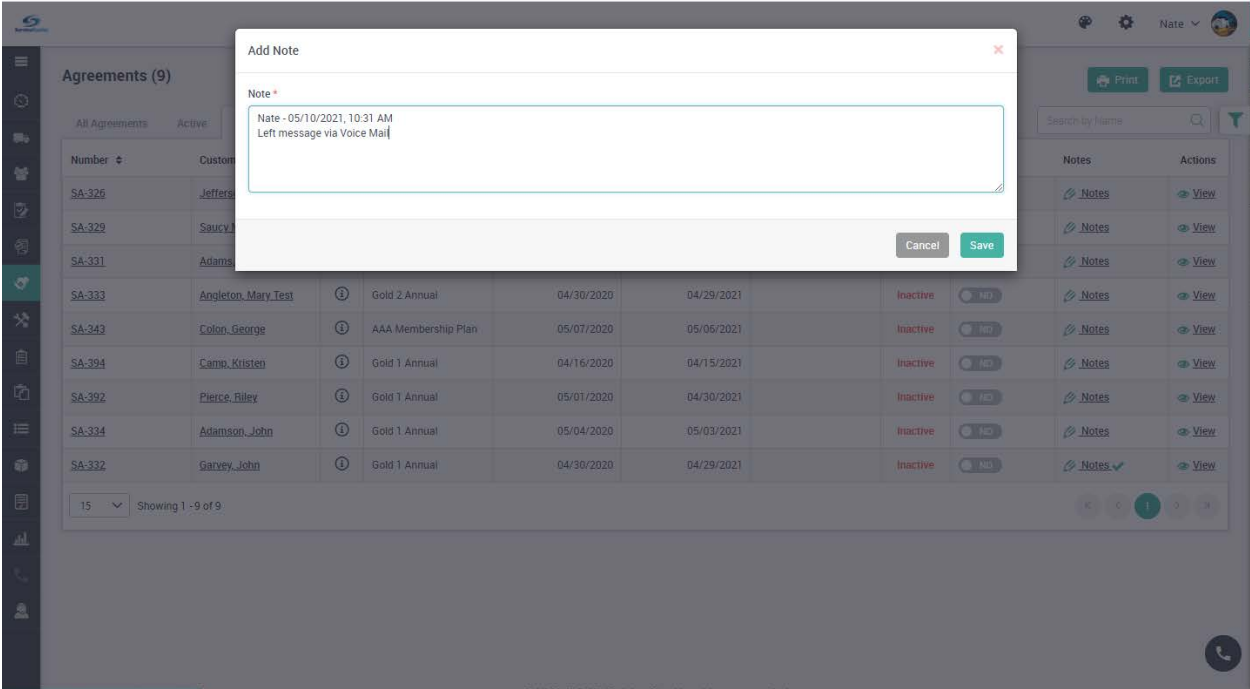 Nate
Add Note
Agreements (9)
Print
Export
Note *
Nate - 05/10/2021, 10:31 AM
Left message via Voice Mail
All Agreements
Active
Search by Name
Number
Notes
Actions
SA-326
Notes
View
SA-329
Notes
View
Cancel
Save
SA-331
Notes
View
SA-333 Angleton, Mary Test Gold 2 Annual 04/30/2020 04/29/2021 Inactive NO Notes View
SA-343 Colon, George AAA Membership Plan 05/07/2020 05/06/2021 Inactive NO Notes View
SA-394 Camp, Kristen Gold 1 Annual 04/16/2020 04/15/2021 Inactive NO Notes View
SA-392 Pierce, Riley Gold 1 Annual 05/01/2020 04/30/2021 Inactive NO Notes View
SA-334 Adamson, John Gold 1 Annual 05/04/2020 05/03/2021 Inactive NO Notes View
SA-332 Garvey, John Gold 1 Annual 04/30/2020 04/29/2021 Inactive NO Notes View
15 Showing 1 - 9 of 9
1